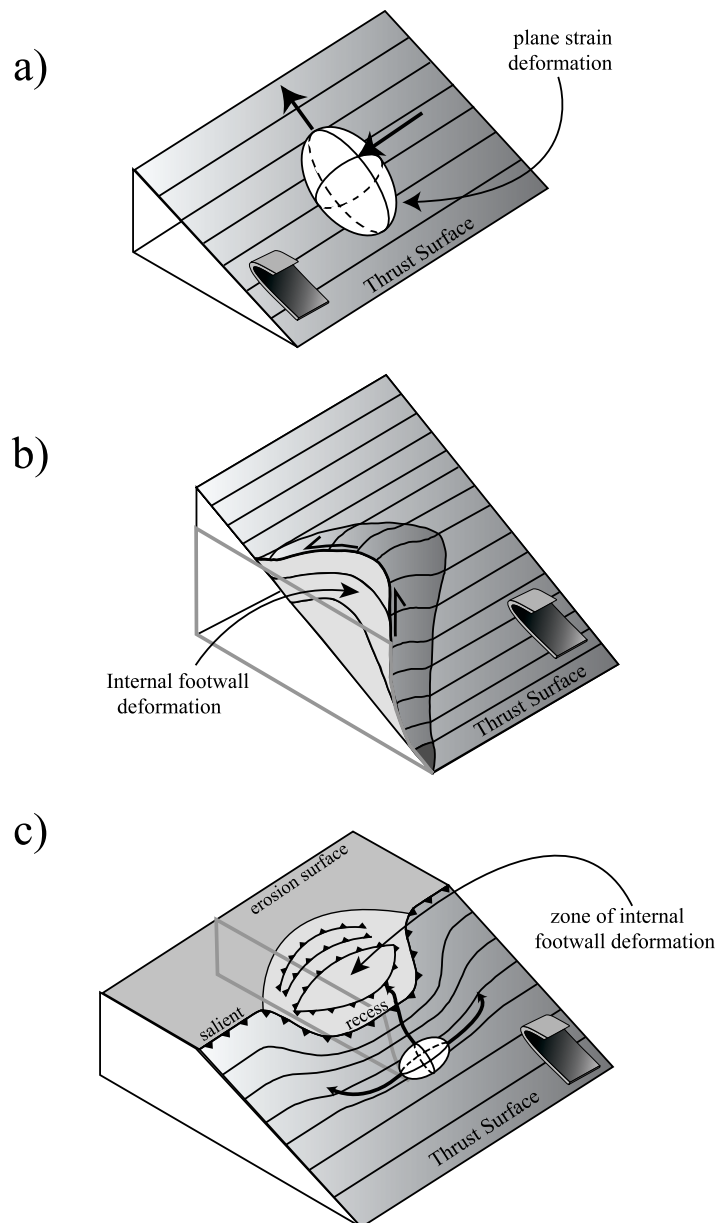 a)
plane strain
deformation
Thrust Surface
b)
Internal footwall
deformation
Thrust Surface
c)
erosion surface
zone of internal
footwall deformation
salient
recess
Thrust Surface